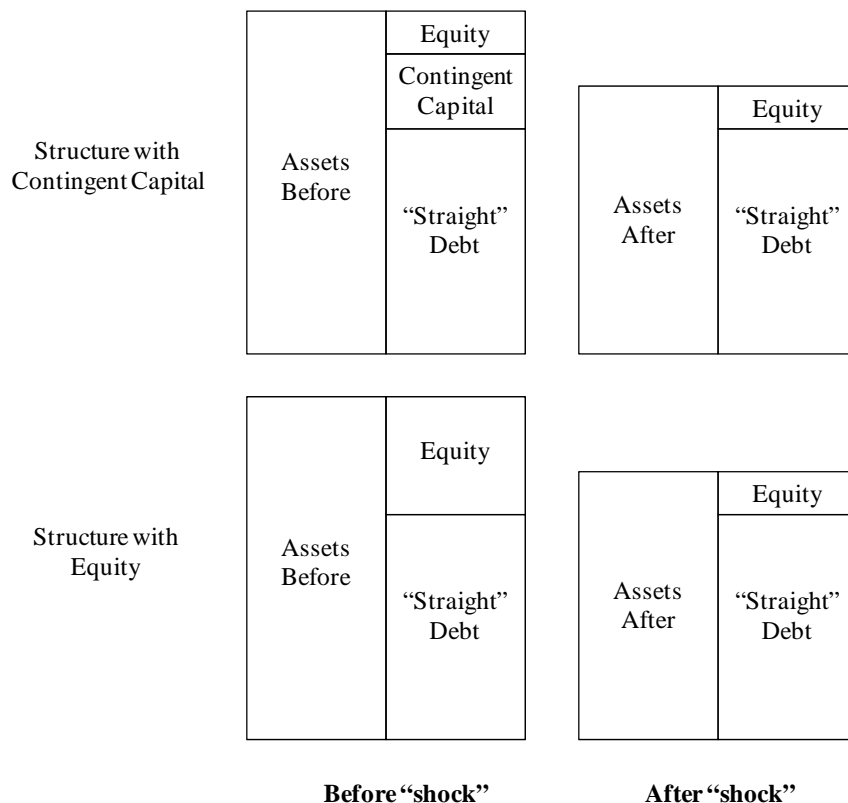 Equity
Contingent
Capital
Equity
Structure with
Contingent Capital
Assets
Before
“Straight”
Debt
Assets
After
“Straight”
Debt
Equity
Equity
Structure with
Equity
Assets
Before
“Straight”
Debt
Assets
After
“Straight”
Debt
Before “shock”
After “shock”